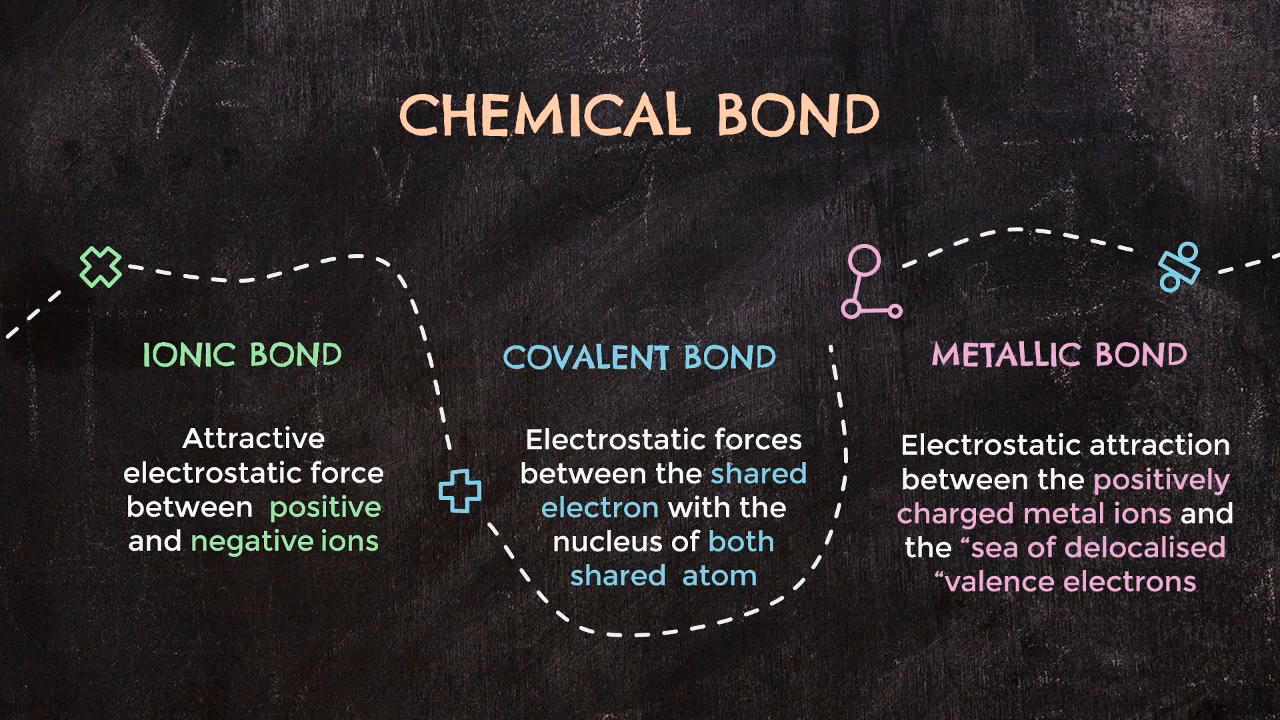 CHEMICAL BOND
IONIC BOND
Attractive
electrostatic force
between positive
and negative ions
COVALENT BOND
Electrostatic forces
between the shared
electron with the
nucleus of both
shared atom
METALLIC BOND
Electrostatic attraction
between the positively
charged metal ions and
the “sea of delocalised
“valence electrons